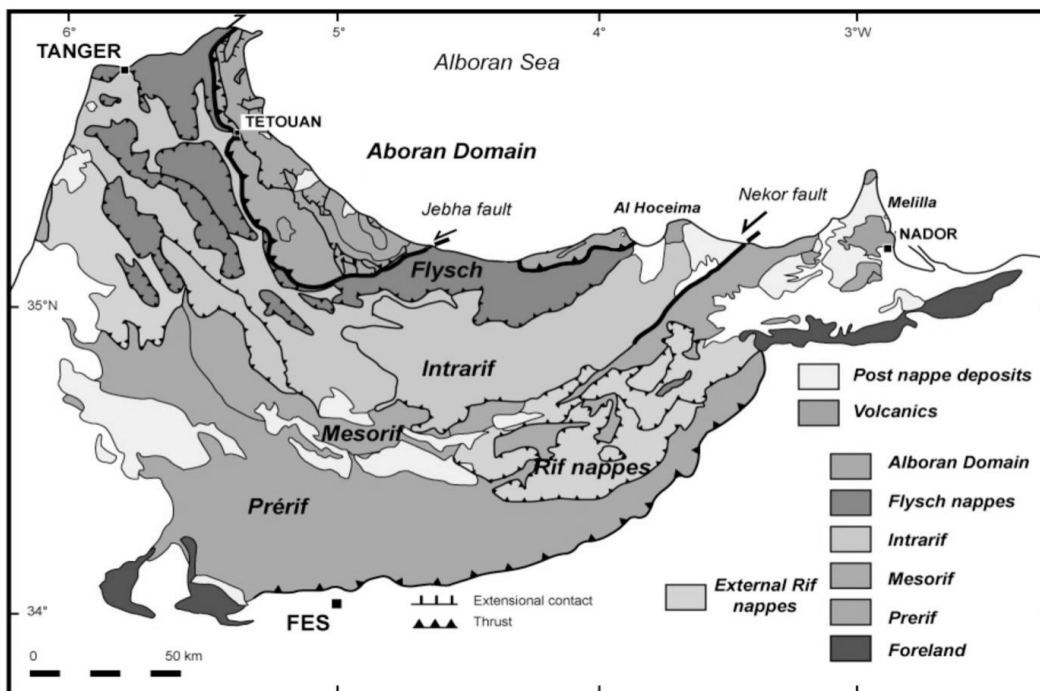 6°
5°
4°
3°W
TANGER
Alboran Sea
TETOUAN
Aboran Domain
Nekor fault
Jebha fault
Al Hoceima
Melilla
NADOR
Flysch
35°N
Intrarif
Post nappe deposits
Volcanics
Mesorif
Rif nappes
Alboran Domain
Flysch nappes
Prérif
Intrarif
Mesorif
External Rif
nappes
Prerif
Extensional contact
34°
FES
Thrust
Foreland
0
50 km